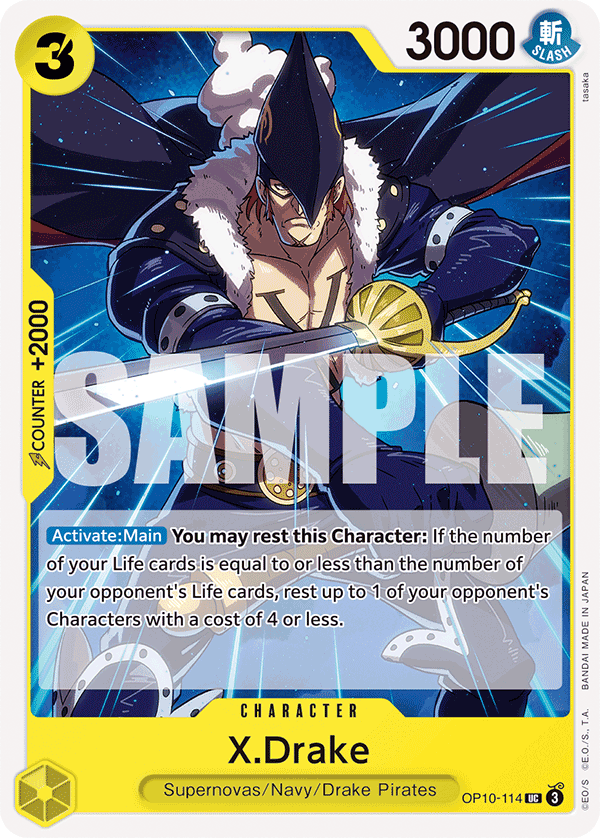 3
3000
斬
SLASH
tasaka
COUNTER +2000
SAMPLE
Activate:Main You may rest this Character: If the number
of your Life cards is equal to or less than the number of
your opponent's Life cards, rest up to 1 of your opponent's
Characters with a cost of 4 or less.
CHARACTER
X.Drake
Supernovas/Navy/Drake Pirates
OP10-114 UC 3
©EO/S ©E.O./S., T.A. BANDAI MADE IN JAPAN